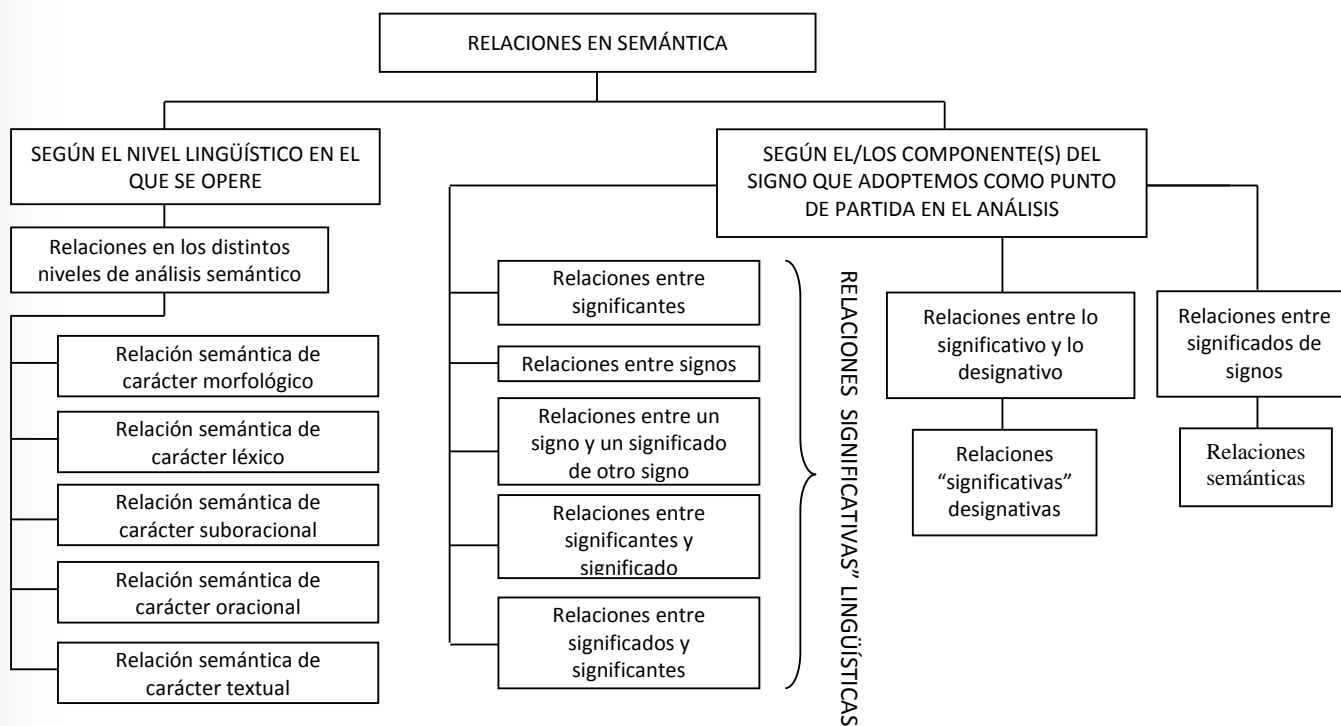 RELACIONES EN SEMÁNTICA
SEGÚN EL NIVEL LINGÜÍSTICO EN EL
QUE SE OPERE
Relaciones en los distintos
niveles de análisis semántico
Relación semántica de
carácter morfológico
Relación semántica de
carácter léxico
Relación semántica de
carácter suboracional
Relación semántica de
carácter oracional
Relación semántica de
carácter textual
SEGÚN EL/LOS COMPONENTE(S) DEL
SIGNO QUE ADOPTEMOS COMO PUNTO
DE PARTIDA EN EL ANÁLISIS
Relaciones entre
significantes
Relaciones entre signos
Relaciones entre un
signo y un significado
de otro signo
Relaciones entre
significantes y
significado
Relaciones entre
significados y
significantes
RELACIONES SIGNIFICATIVAS” LINGÜÍSTICAS
Relaciones entre lo
significativo y lo
designativo
Relaciones
“significativas”
designativas
Relaciones entre
significados de
signos
Relaciones
semánticas